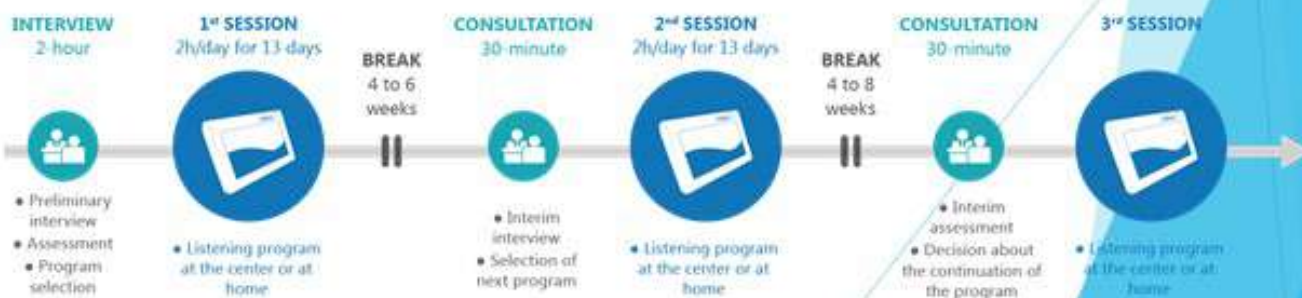 INTERVIEW
2-hour
• Preliminary
interview
• Assessment
• Program
selection
1st SESSION
2h/day for 13 days
• Listening program
at the center or at
home
BREAK
4 to 6
weeks
CONSULTATION
30-minute
• Interim
interview
• Selection of
next program
2nd SESSION
2h/day for 13 days
• Listening program
at the center or at
home
BREAK
4 to 8
weeks
CONSULTATION
30-minute
• Interim
assessment
• Decision about
the continuation of
the program
3rd SESSION
• Listening program
at the center or at
home